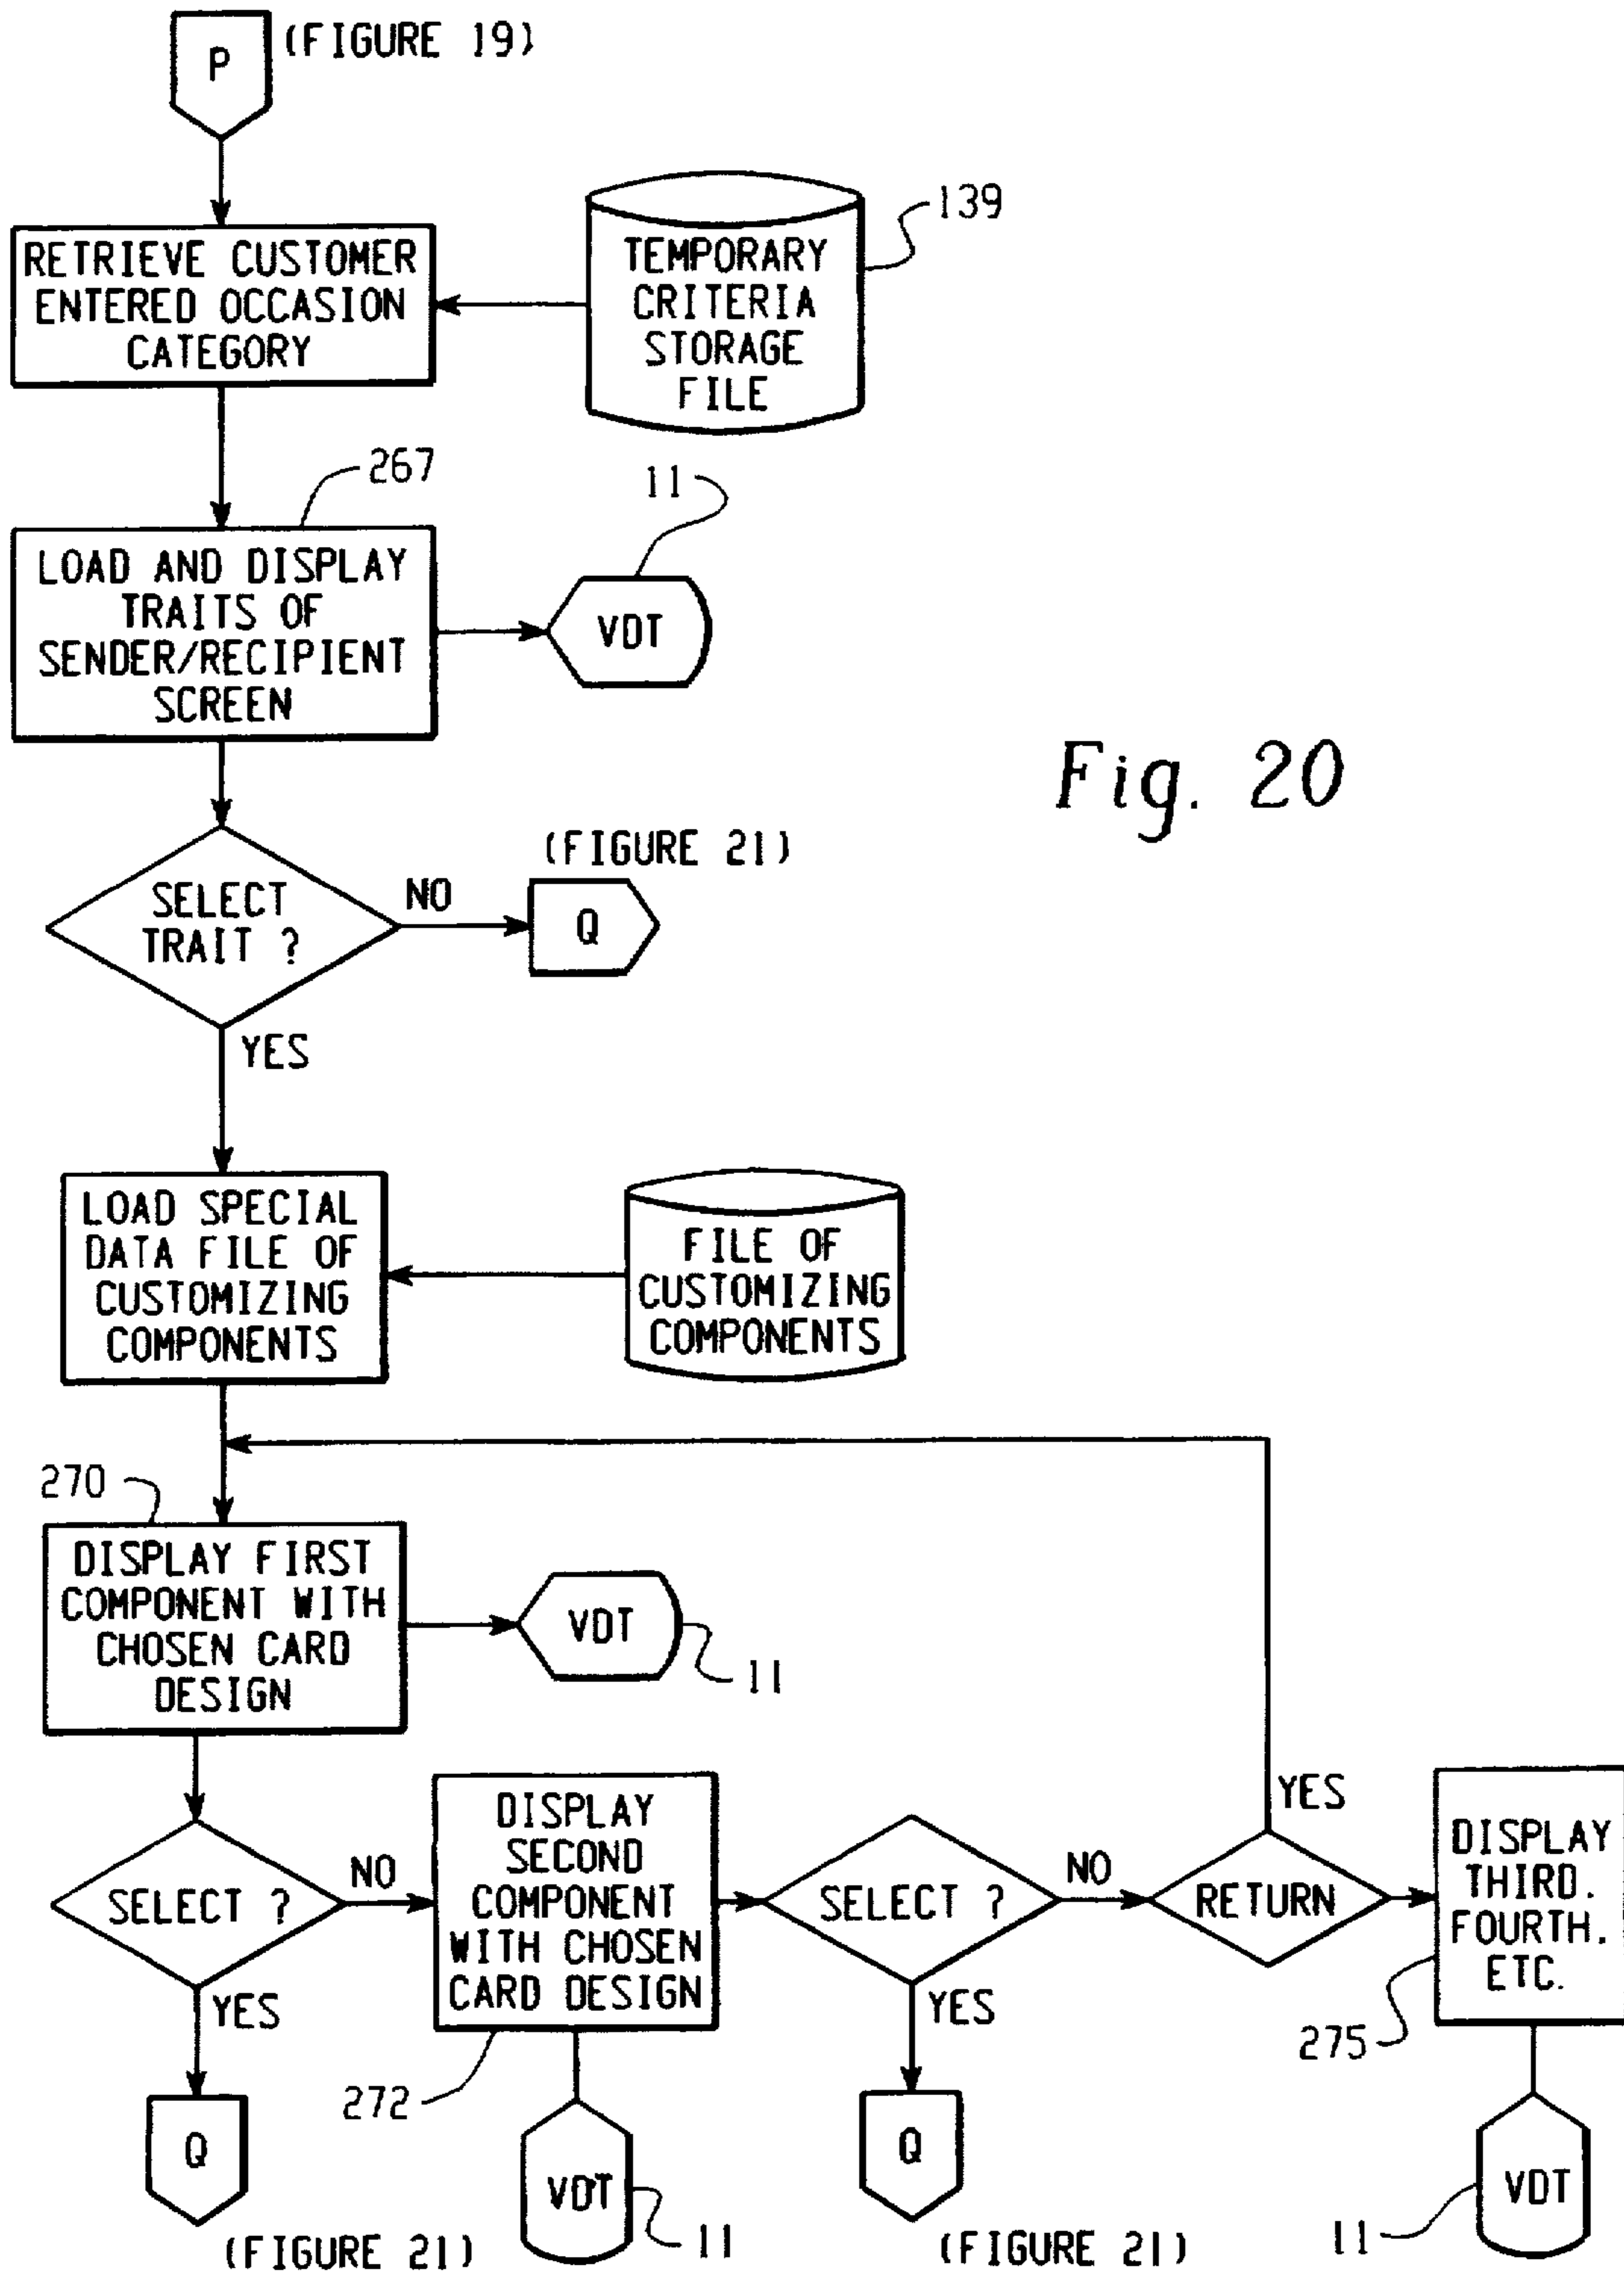 P
(FIGURE 19)
RETRIEVE CUSTOMER
ENTERED OCCASION
CATEGORY
TEMPORARY
CRITERIA
STORAGE
FILE
139
267
11
LOAD AND DISPLAY
TRAITS OF
SENDER/RECIPIENT
SCREEN
VDT
Fig. 20
SELECT
TRAIT ?
NO
(FIGURE 21)
Q
YES
LOAD SPECIAL
DATA FILE OF
CUSTOMIZING
COMPONENTS
FILE OF
CUSTOMIZING
COMPONENTS
270
DISPLAY FIRST
COMPONENT WITH
CHOSEN CARD
DESIGN
VDT
11
SELECT ?
NO
YES
Q
(FIGURE 21)
DISPLAY
SECOND
COMPONENT
WITH CHOSEN
CARD DESIGN
272
VDT
11
SELECT ?
NO
YES
Q
(FIGURE 21)
RETURN
YES
DISPLAY
THIRD.
FOURTH.
ETC.
275
VDT
11